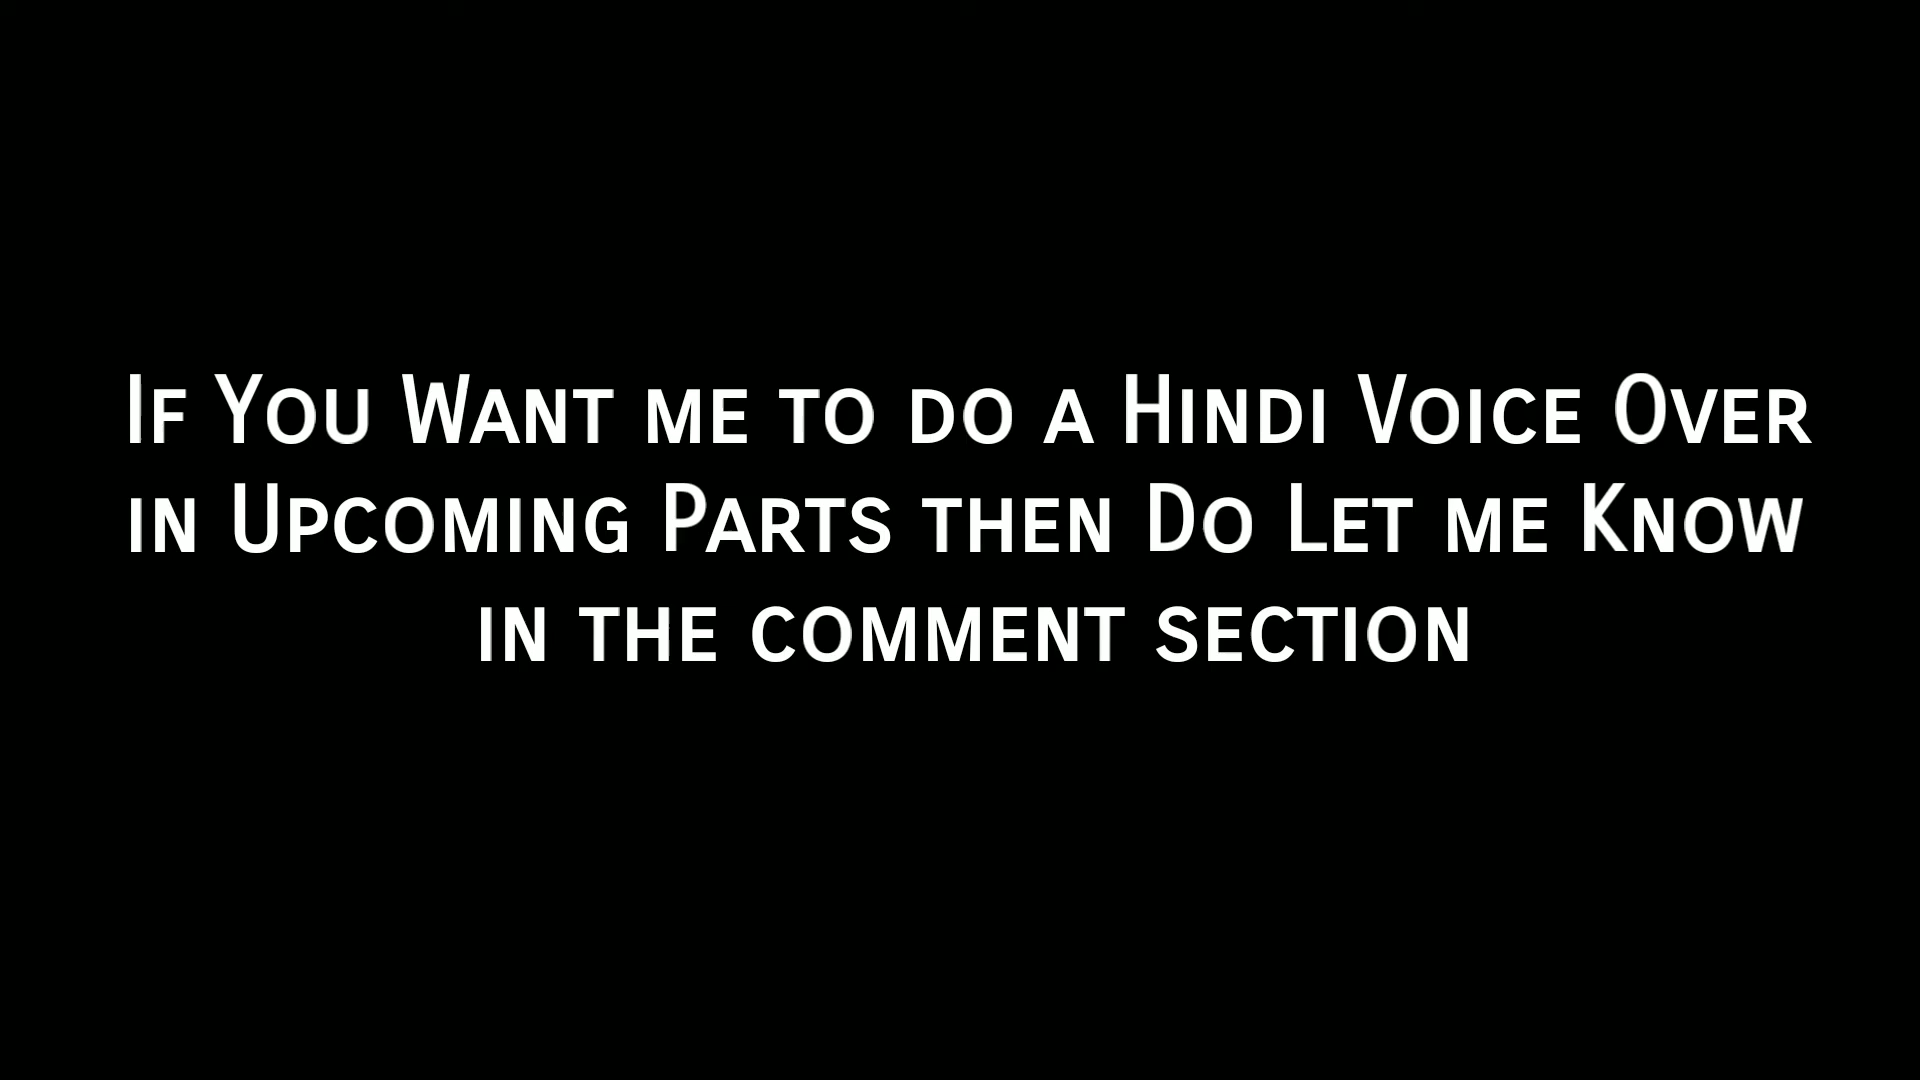 If You Want me to do a Hindi Voice Over
in Upcoming Parts then Do Let me Know
in the comment section